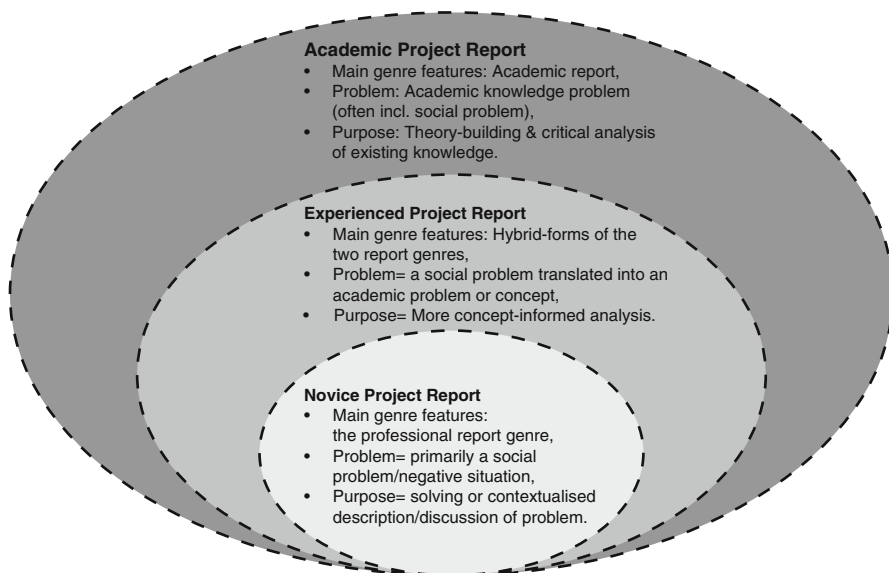 Academic Project Report
• Main genre features: Academic report,
• Problem: Academic knowledge problem
(often incl. social problem),
• Purpose: Theory-building & critical analysis
of existing knowledge.
Experienced Project Report
• Main genre features: Hybrid-forms of the
two report genres,
• Problem= a social problem translated into an
academic problem or concept,
• Purpose= More concept-informed analysis.
Novice Project Report
• Main genre features:
the professional report genre,
• Problem= primarily a social
problem/negative situation,
• Purpose= solving or contextualised
description/discussion of problem.